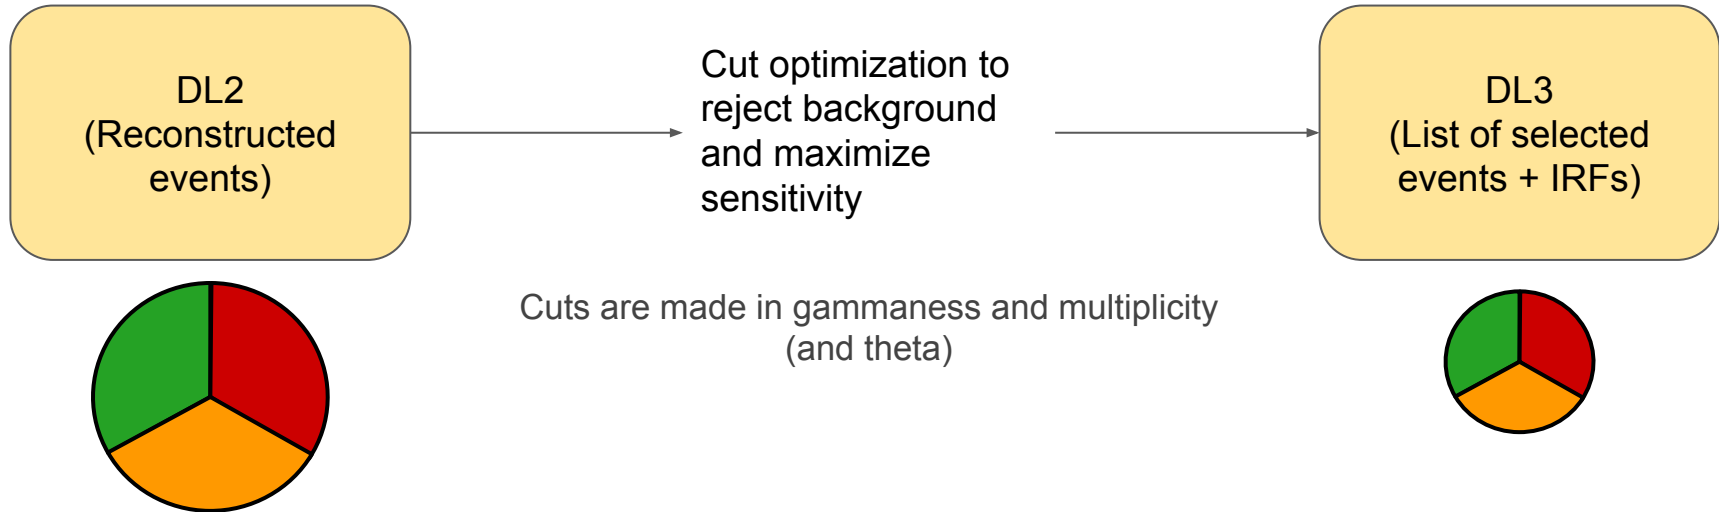 DL2
(Reconstructed
events)
Cut optimization to
reject background
and maximize
sensitivity
DL3
(List of selected
events + IRFs)
Cuts are made in gammaness and multiplicity
(and theta)